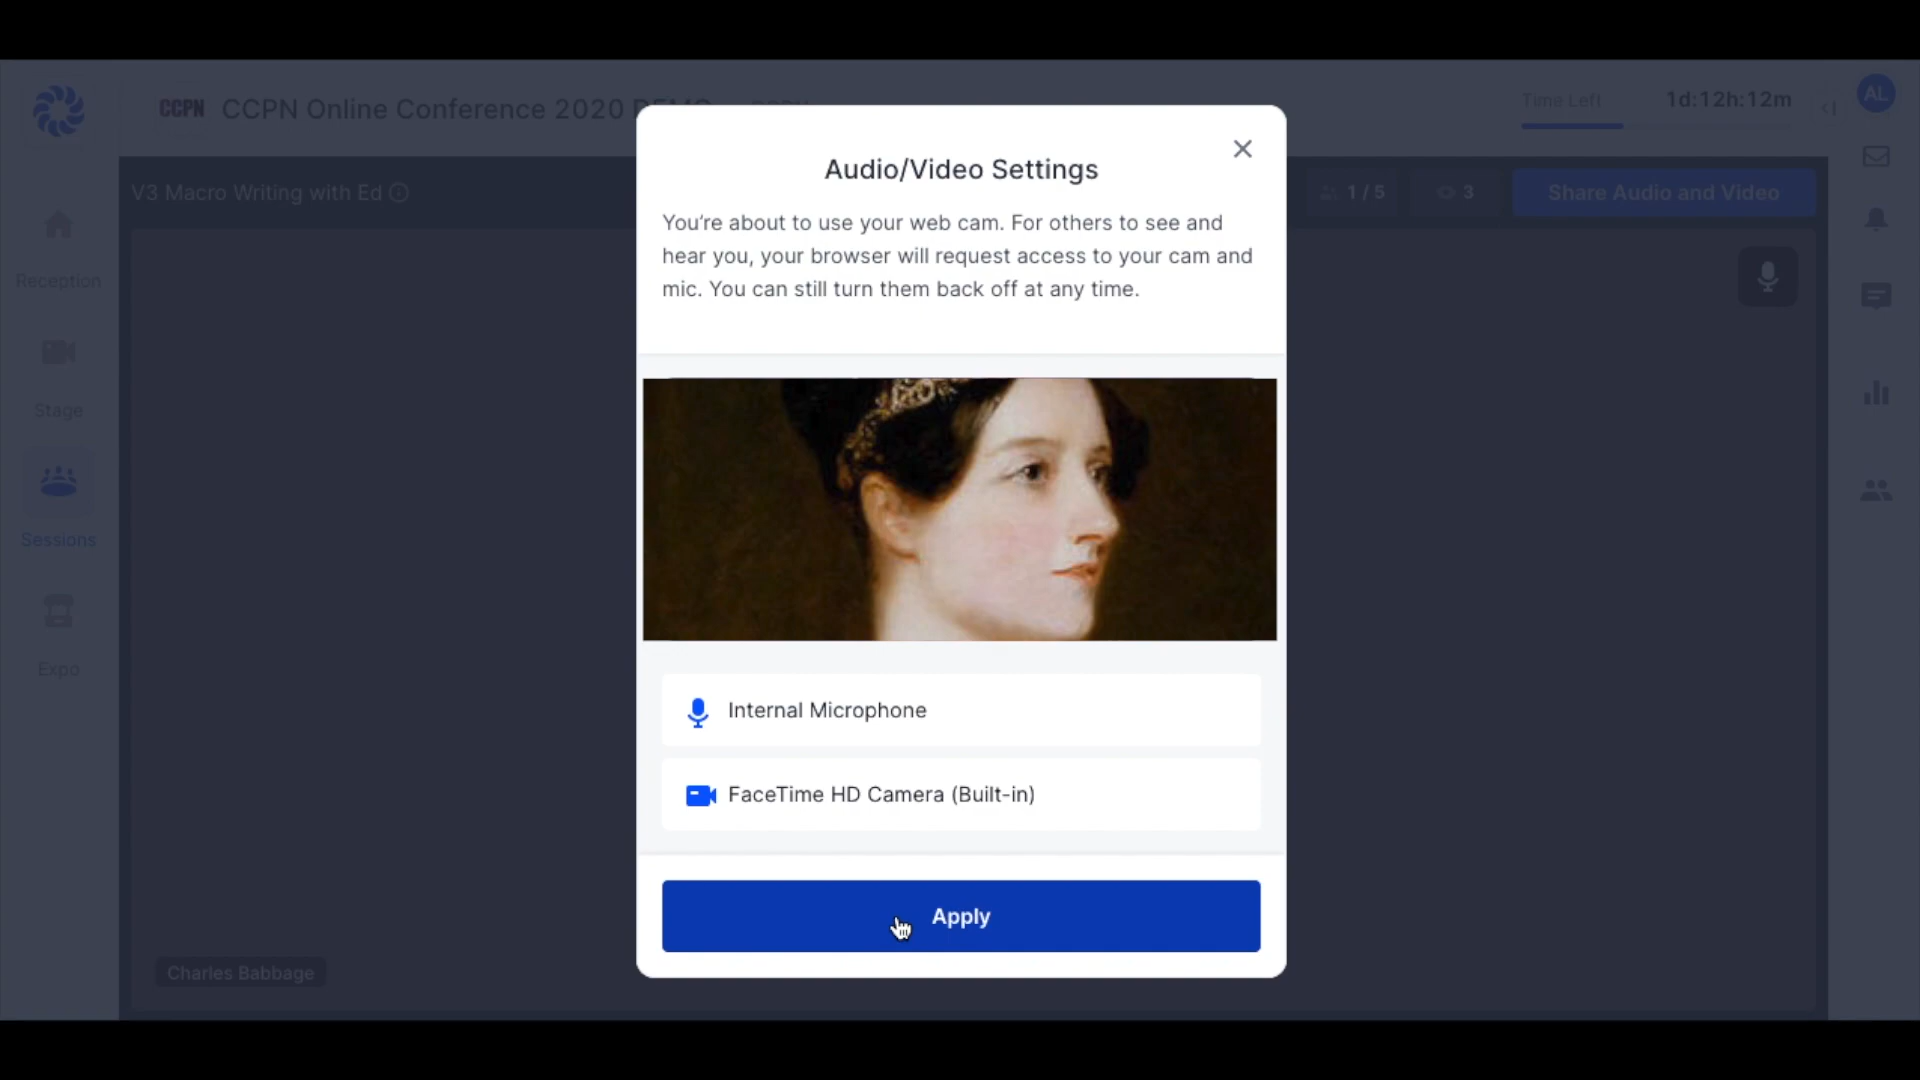 CCPN CCPN Online Conference 2020 DEMO
Time Left 1d:12h:12m
AL
V3 Macro Writing with Ed
1 / 5
3
Share Audio and Video
Reception
Stage
Sessions
Expo
Audio/Video Settings
You're about to use your web cam. For others to see and
hear you, your browser will request access to your cam and
mic. You can still turn them back off at any time.
Internal Microphone
FaceTime HD Camera (Built-in)
Apply
Charles Babbage